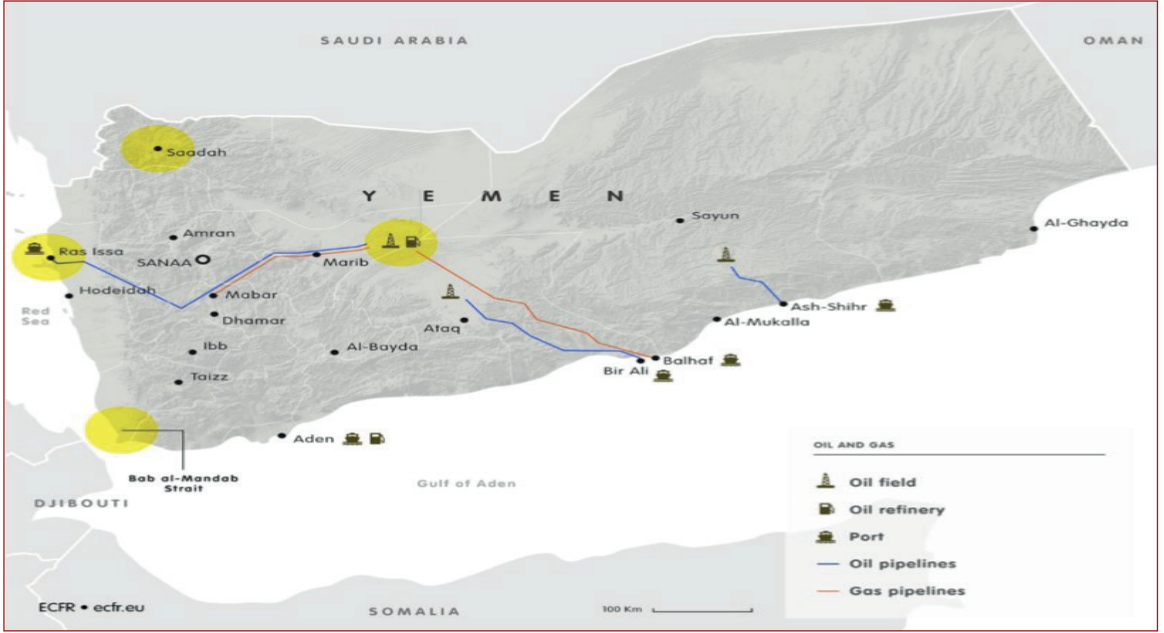 SAUDI ARABIA
OMAN
Saadah
YEMEN
Sayun
Al-Ghayda
Amran
Ras Issa
SANAA
Marib
Hodeidah
Mabar
Red
Sea
Dhamar
Ash-Shihr
Ataq
Al-Mukalla
Ibb
Al-Bayda
Balhaf
Bir Ali
Taizz
Aden
Bab al-Mandab
Strait
Gulf of Aden
DJIBOUTI
OIL AND GAS
Oil field
Oil refinery
Port
Oil pipelines
Gas pipelines
ECFR • ecfr.eu
SOMALIA
100 Km